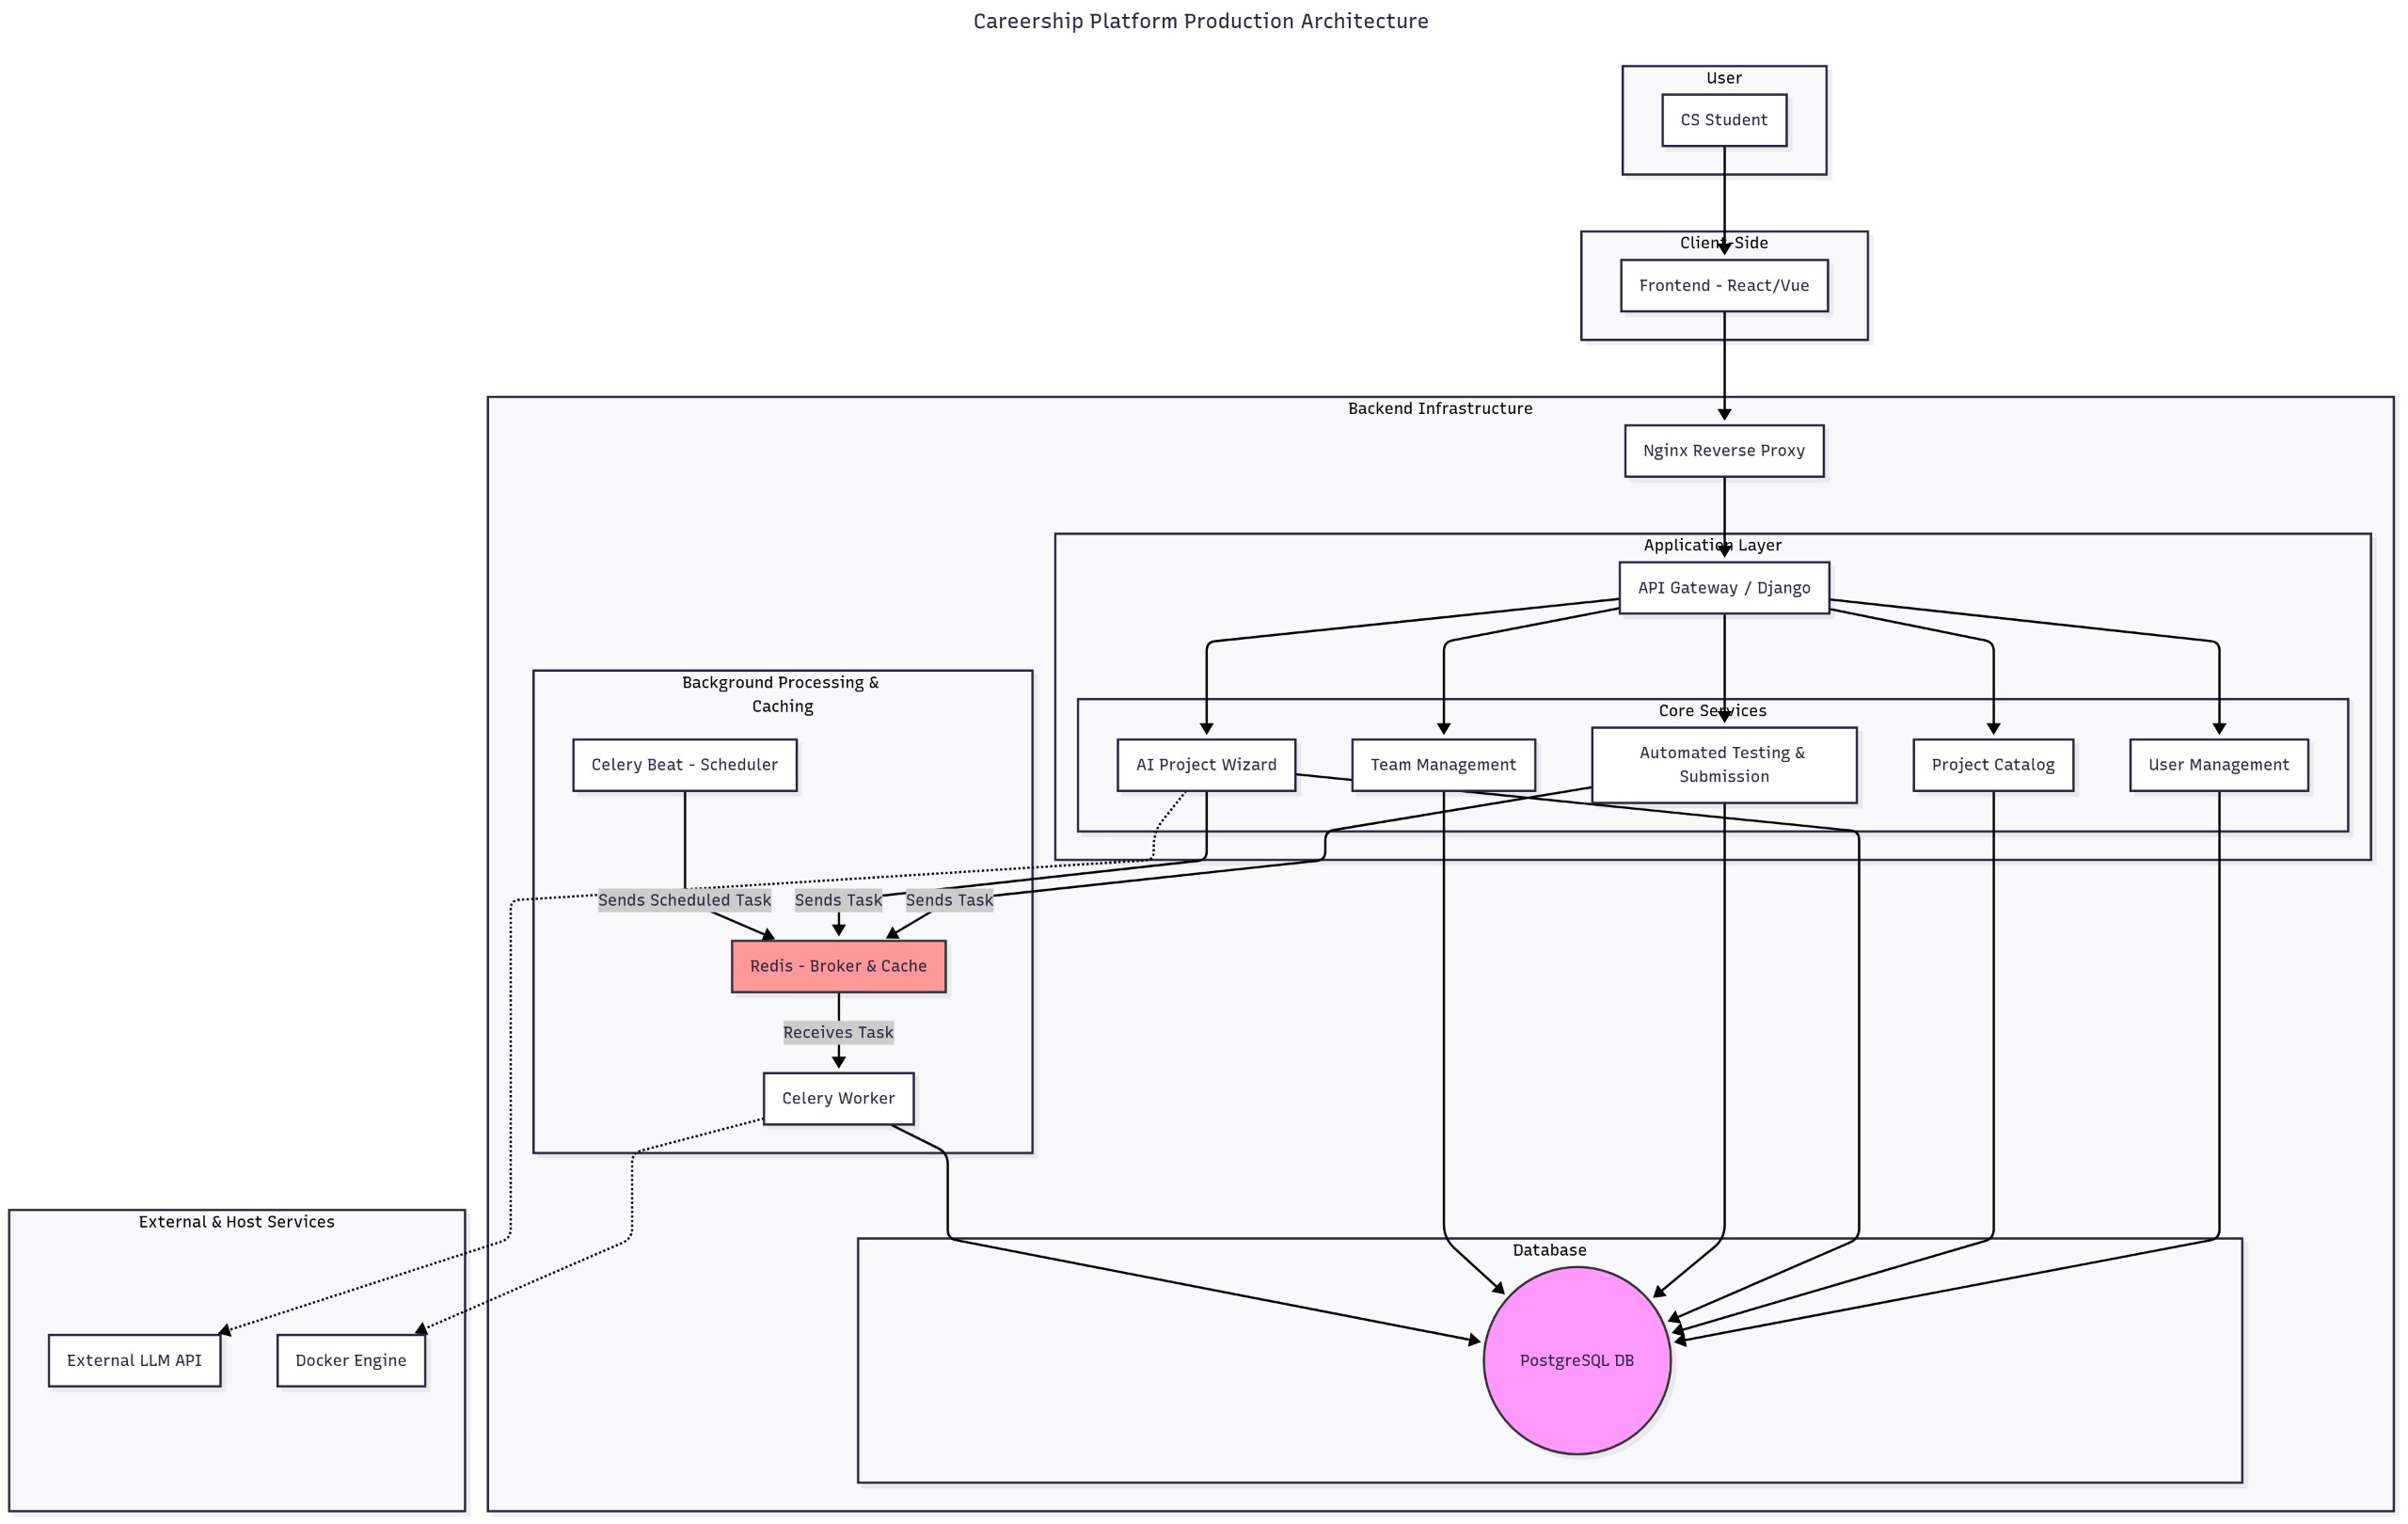 Careership Platform Production Architecture
User
CS Student
Client-Side
Frontend - React/Vue
Backend Infrastructure
Nginx Reverse Proxy
Application Layer
API Gateway / Django
Background Processing &
Caching
Core Services
Celery Beat - Scheduler
AI Project Wizard
Team Management
Automated Testing &
Submission
Project Catalog
User Management
Sends Scheduled Task
Sends Task
Sends Task
Redis - Broker & Cache
Receives Task
Celery Worker
External & Host Services
Database
External LLM API
Docker Engine
PostgreSQL DB